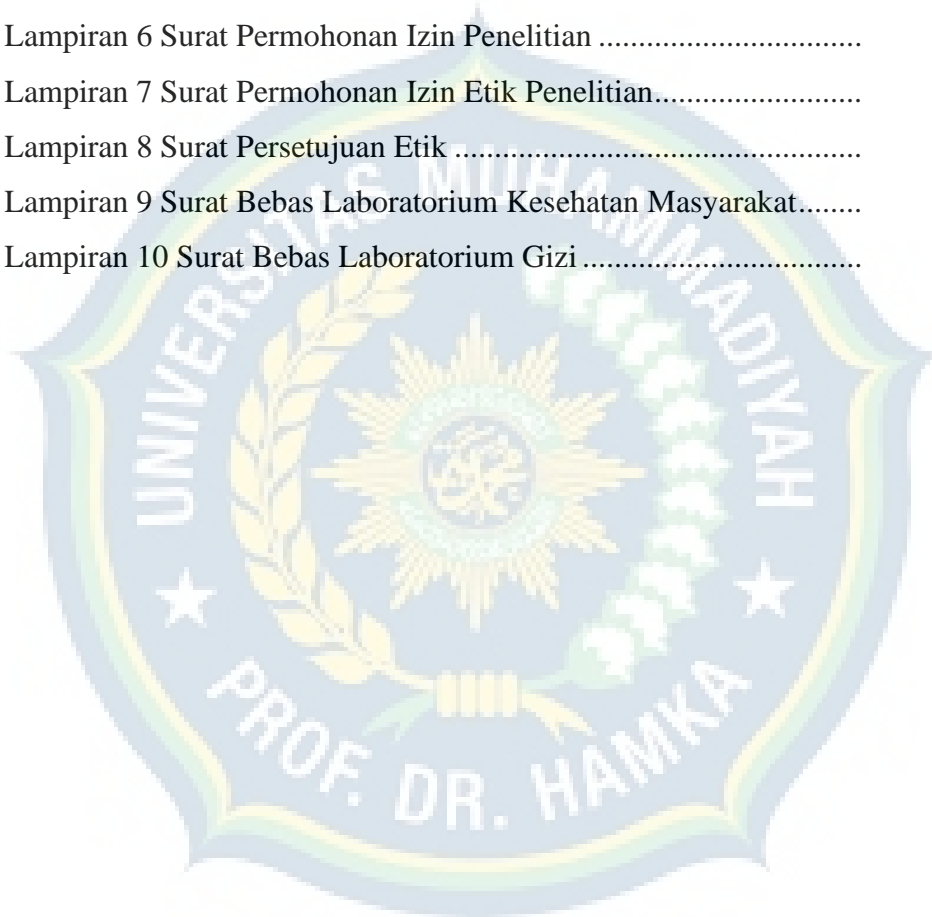 Lampiran 6 Surat Permohonan Izin Penelitian ..................................
Lampiran 7 Surat Permohonan Izin Etik Penelitian...........................
Lampiran 8 Surat Persetujuan Etik ....................................................
Lampiran 9 Surat Bebas Laboratorium Kesehatan Masyarakat........
Lampiran 10 Surat Bebas Laboratorium Gizi ....................................
UNIVERSITAS MUHAMMADIYAH
PROF. DR. HAMKA